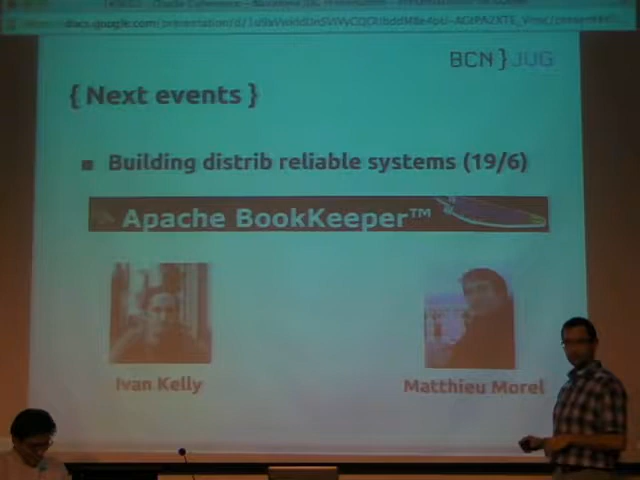 BCN}JUG
{ Next events }
■ Building distrib reliable systems (19/6)
Apache BookKeeper™
Ivan Kelly
Matthieu Morel